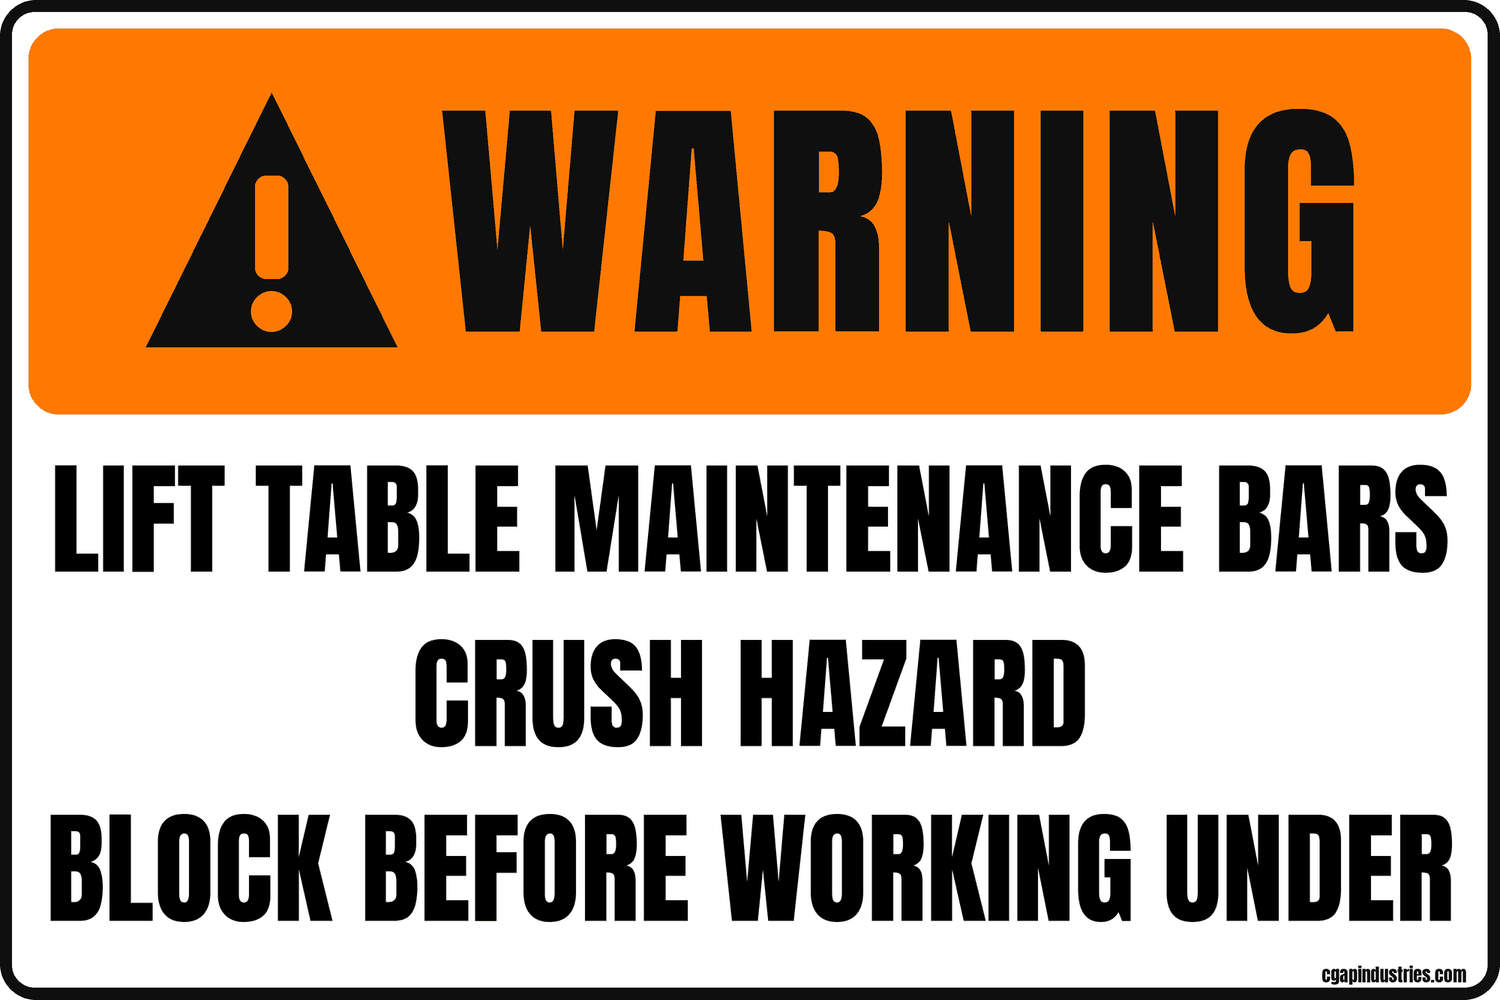 WARNING
LIFT TABLE MAINTENANCE BARS
CRUSH HAZARD
BLOCK BEFORE WORKING UNDER
cgapindustries.com